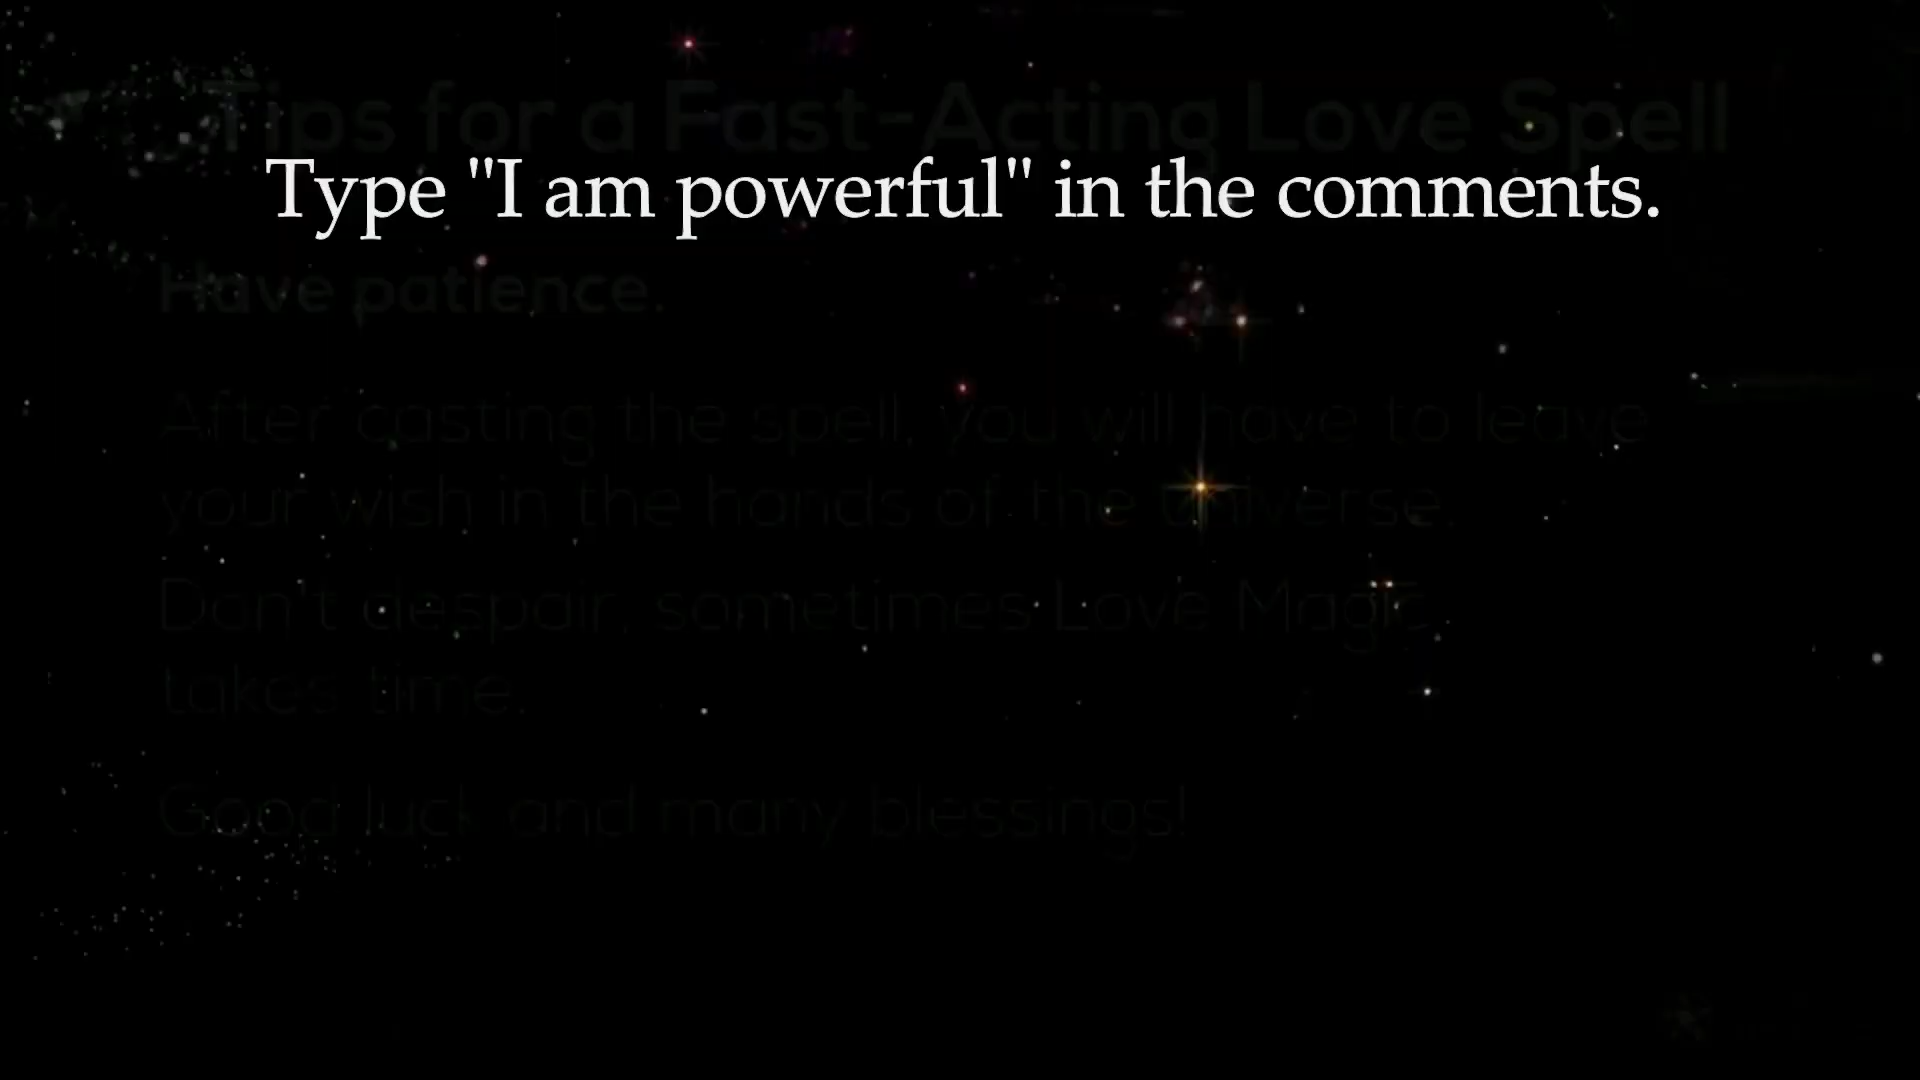 Tips for a Fast-Acting Love Spell
Type "I am powerful" in the comments.
Have patience.
After casting the spell, you will have to leave
your wish in the hands of the Universe.
Don't despair, sometimes Love Magic
takes time.
Good luck and many blessings!